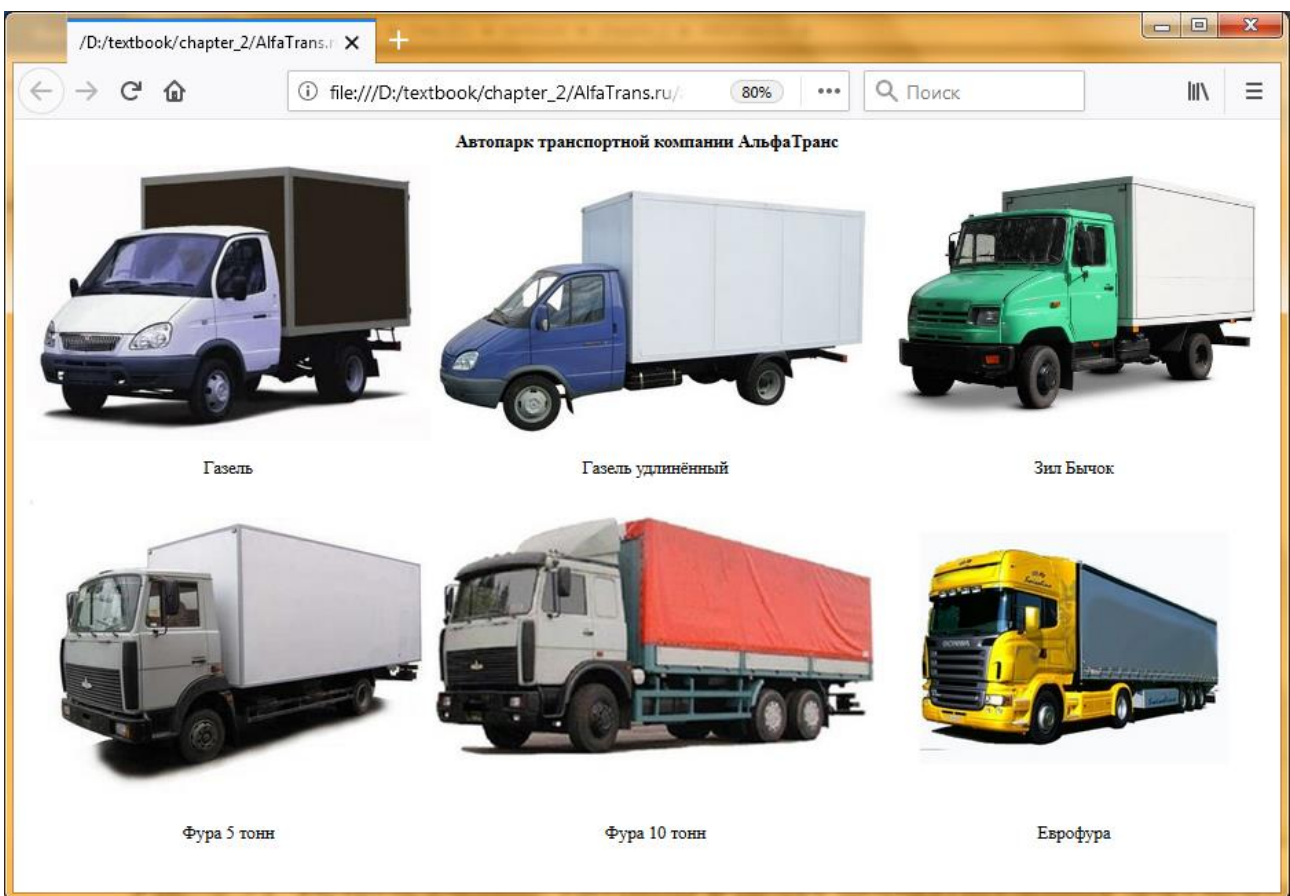 /D:/textbook/chapter_2/AlfaTrans.r
file:///D:/textbook/chapter_2/AlfaTrans.ru/
80%
Поиск
Автопарк транспортной компании АльфаТранс
Газель
Газель удлинённый
Зил Бычок
SCANIA
Фура 5 тонн
Фура 10 тонн
Еврофура